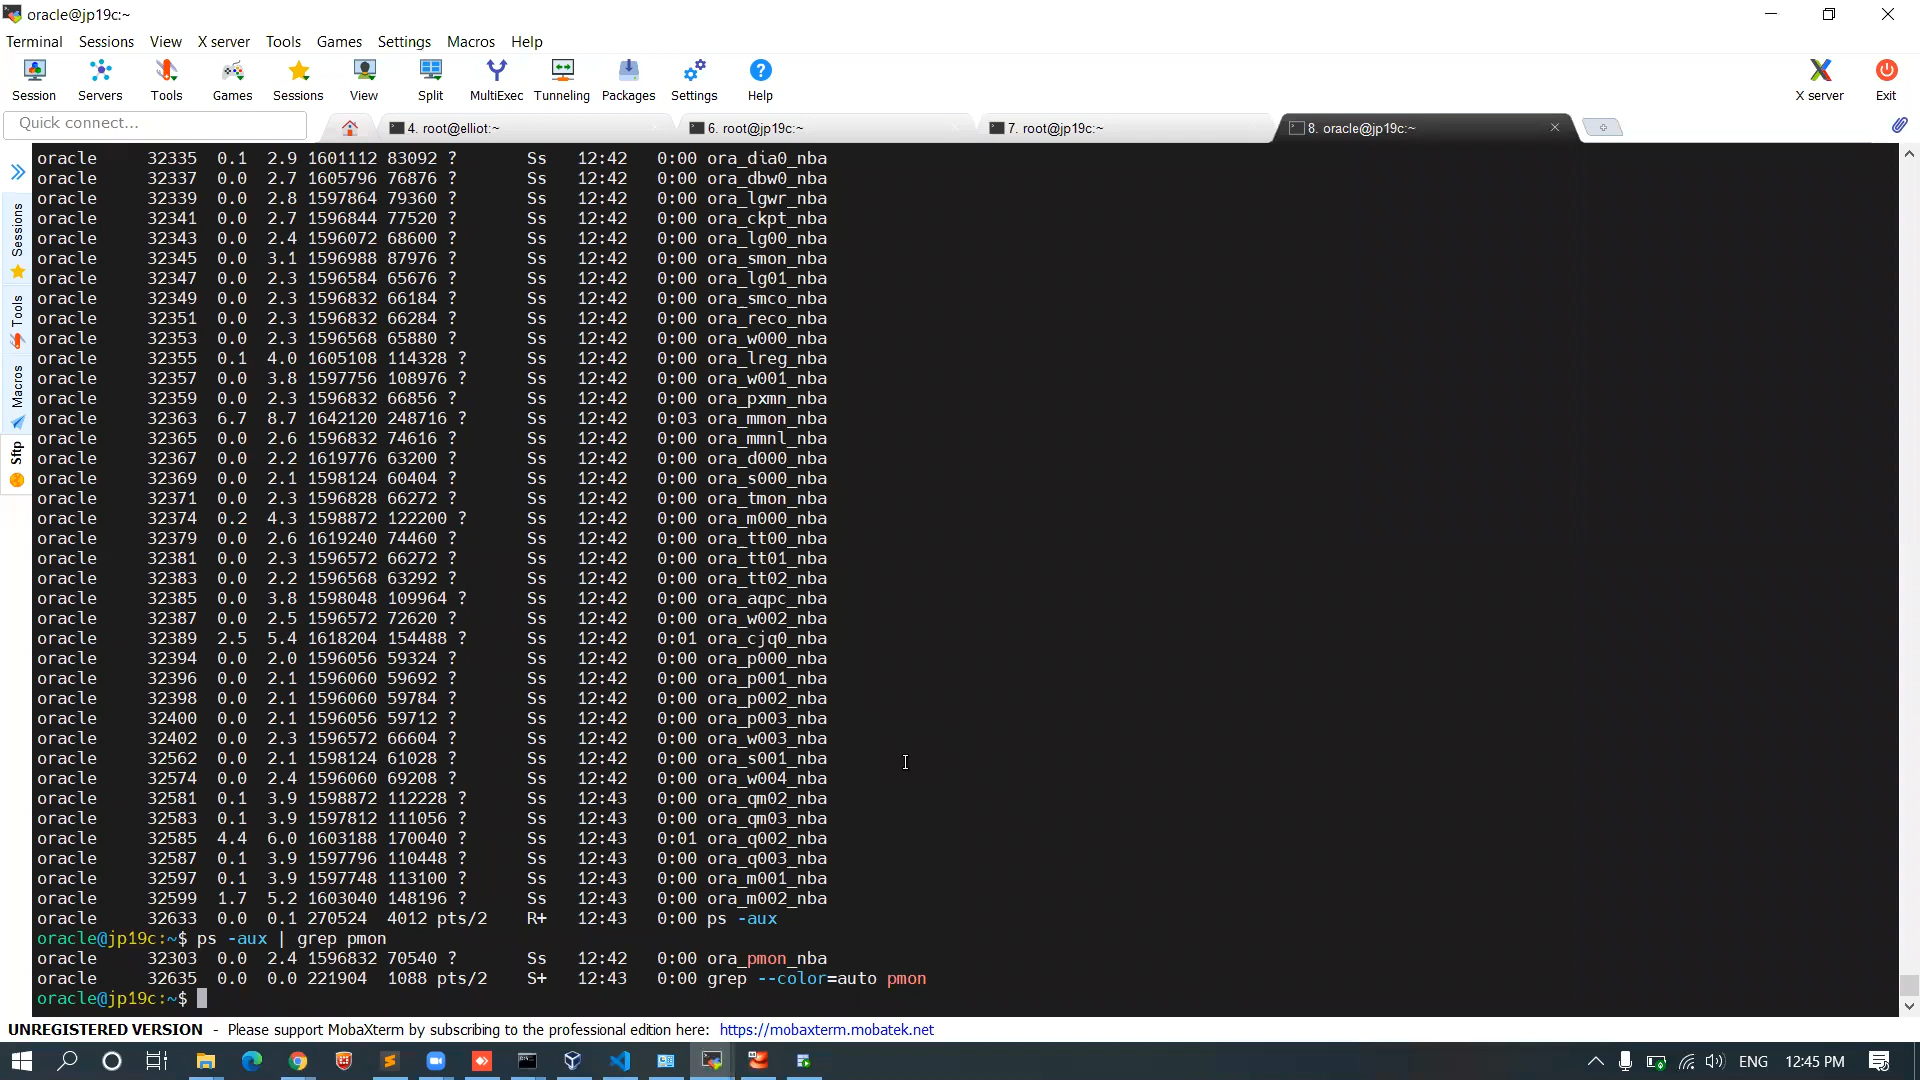 oracle@jp19c:~
Terminal Sessions View X server Tools Games Settings Macros Help
Session Servers Tools Games Sessions View Split MultiExec Tunneling Packages Settings Help X server Exit
Quick connect...
4. root@elliot:~ 6. root@jp19c:~ 7. root@jp19c:~ 8. oracle@jp19c:~
Sessions
Tools
Macros
Sftp
oracle 32335 0.1 2.9 1601112 83092 ? Ss 12:42 0:00 ora_dia0_nba
oracle 32337 0.0 2.7 1605796 76876 ? Ss 12:42 0:00 ora_dbw0_nba
oracle 32339 0.0 2.8 1597864 79360 ? Ss 12:42 0:00 ora_lgwr_nba
oracle 32341 0.0 2.7 1596844 77520 ? Ss 12:42 0:00 ora_ckpt_nba
oracle 32343 0.0 2.4 1596072 68600 ? Ss 12:42 0:00 ora_lg00_nba
oracle 32345 0.0 3.1 1596988 87976 ? Ss 12:42 0:00 ora_smon_nba
oracle 32347 0.0 2.3 1596584 65676 ? Ss 12:42 0:00 ora_lg01_nba
oracle 32349 0.0 2.3 1596832 66184 ? Ss 12:42 0:00 ora_smco_nba
oracle 32351 0.0 2.3 1596832 66284 ? Ss 12:42 0:00 ora_reco_nba
oracle 32353 0.0 2.3 1596568 65880 ? Ss 12:42 0:00 ora_w000_nba
oracle 32355 0.1 4.0 1605108 114328 ? Ss 12:42 0:00 ora_lreg_nba
oracle 32357 0.0 3.8 1597756 108976 ? Ss 12:42 0:00 ora_w001_nba
oracle 32359 0.0 2.3 1596832 66856 ? Ss 12:42 0:00 ora_pxmn_nba
oracle 32363 6.7 8.7 1642120 248716 ? Ss 12:42 0:03 ora_mmon_nba
oracle 32365 0.0 2.6 1596832 74616 ? Ss 12:42 0:00 ora_mmnl_nba
oracle 32367 0.0 2.2 1619776 63200 ? Ss 12:42 0:00 ora_d000_nba
oracle 32369 0.0 2.1 1598124 60404 ? Ss 12:42 0:00 ora_s000_nba
oracle 32371 0.0 2.3 1596828 66272 ? Ss 12:42 0:00 ora_tmon_nba
oracle 32374 0.2 4.3 1598872 122200 ? Ss 12:42 0:00 ora_m000_nba
oracle 32379 0.0 2.6 1619240 74460 ? Ss 12:42 0:00 ora_tt00_nba
oracle 32381 0.0 2.3 1596572 66272 ? Ss 12:42 0:00 ora_tt01_nba
oracle 32383 0.0 2.2 1596568 63292 ? Ss 12:42 0:00 ora_tt02_nba
oracle 32385 0.0 3.8 1598048 109964 ? Ss 12:42 0:00 ora_aqpc_nba
oracle 32387 0.0 2.5 1596572 72620 ? Ss 12:42 0:00 ora_w002_nba
oracle 32389 2.5 5.4 1618204 154488 ? Ss 12:42 0:01 ora_cjq0_nba
oracle 32394 0.0 2.0 1596056 59324 ? Ss 12:42 0:00 ora_p000_nba
oracle 32396 0.0 2.1 1596060 59692 ? Ss 12:42 0:00 ora_p001_nba
oracle 32398 0.0 2.1 1596060 59784 ? Ss 12:42 0:00 ora_p002_nba
oracle 32400 0.0 2.1 1596056 59712 ? Ss 12:42 0:00 ora_p003_nba
oracle 32402 0.0 2.3 1596572 66604 ? Ss 12:42 0:00 ora_w003_nba
oracle 32562 0.0 2.1 1598124 61028 ? Ss 12:42 0:00 ora_s001_nba
oracle 32574 0.0 2.4 1596060 69208 ? Ss 12:42 0:00 ora_w004_nba
oracle 32581 0.1 3.9 1598872 112228 ? Ss 12:43 0:00 ora_qm02_nba
oracle 32583 0.1 3.9 1597812 111056 ? Ss 12:43 0:00 ora_qm03_nba
oracle 32585 4.4 6.0 1603188 170040 ? Ss 12:43 0:01 ora_q002_nba
oracle 32587 0.1 3.9 1597796 110448 ? Ss 12:43 0:00 ora_q003_nba
oracle 32597 0.1 3.9 1597748 113100 ? Ss 12:43 0:00 ora_m001_nba
oracle 32599 1.7 5.2 1603040 148196 ? Ss 12:43 0:00 ora_m002_nba
oracle 32633 0.0 0.1 270524 4012 pts/2 R+ 12:43 0:00 ps -aux
oracle@jp19c:~$ ps -aux | grep pmon
oracle 32303 0.0 2.4 1596832 70540 ? Ss 12:42 0:00 ora_pmon_nba
oracle 32635 0.0 0.0 221904 1088 pts/2 S+ 12:43 0:00 grep --color=auto pmon
oracle@jp19c:~$
UNREGISTERED VERSION - Please support MobaXterm by subscribing to the professional edition here: https://mobaxterm.mobatek.net
ENG 12:45 PM